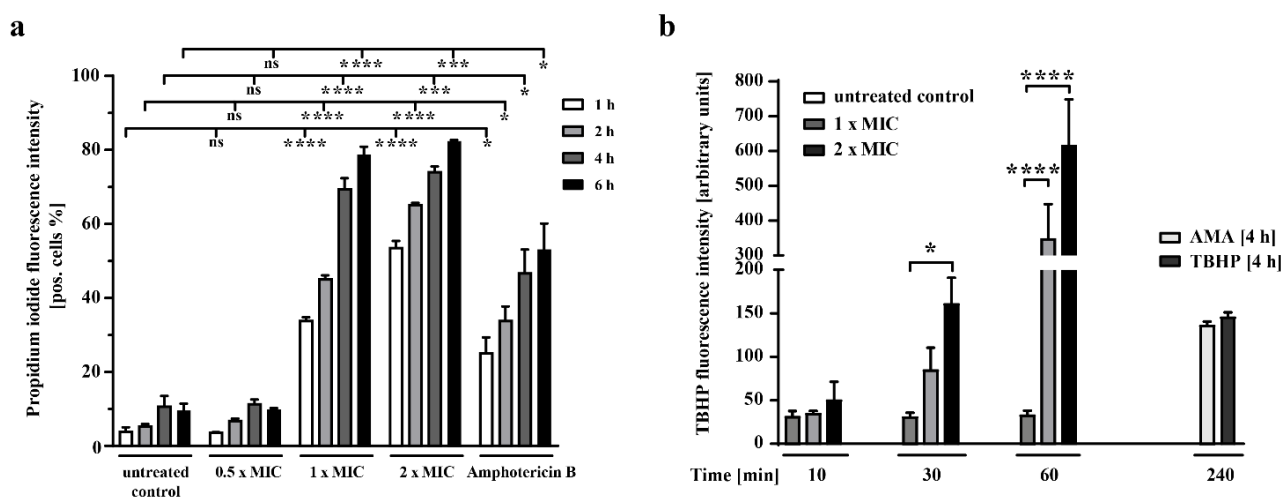 a
ns
****
***
*
ns
****
***
*
ns
****
****
*
ns
****
****
*
Propidium iodide fluorescence intensity
[pos. cells %]
100
80
60
40
20
0
1 h
2 h
4 h
6 h
untreated
control
0.5 x MIC
1 x MIC
2 x MIC
Amphotericin B
b
TBHP fluorescence intensity [arbitrary units]
800
700
600
500
400
300
200
150
100
50
0
untreated control
1 x MIC
2 x MIC
*
****
****
AMA [4 h]
TBHP [4 h]
Time [min]
10
30
60
240